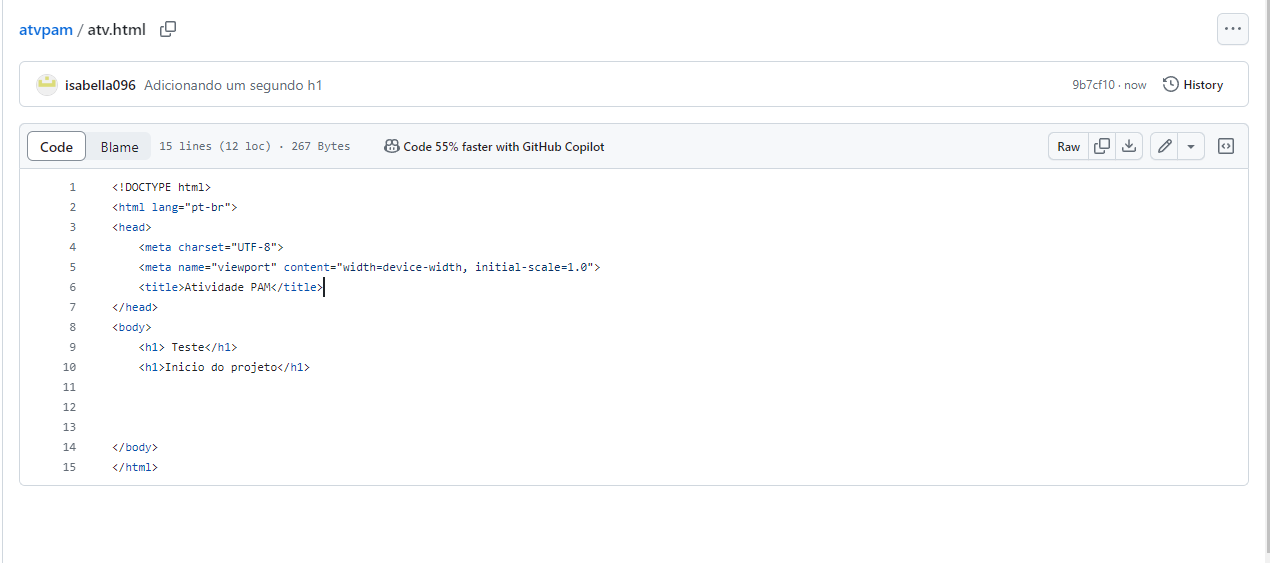 atvpam / atv.html
isabella096 Adicionando um segundo h1 9b7cf10 · now History
Code Blame 15 lines (12 loc) · 267 Bytes Code 55% faster with GitHub Copilot Raw
1 <!DOCTYPE html>
2 <html lang="pt-br">
3 <head>
4 <meta charset="UTF-8">
5 <meta name="viewport" content="width=device-width, initial-scale=1.0">
6 <title>Atividade PAM</title>
7 </head>
8 <body>
9 <h1> Teste</h1>
10 <h1>Inicio do projeto</h1>
11
12
13
14 </body>
15 </html>